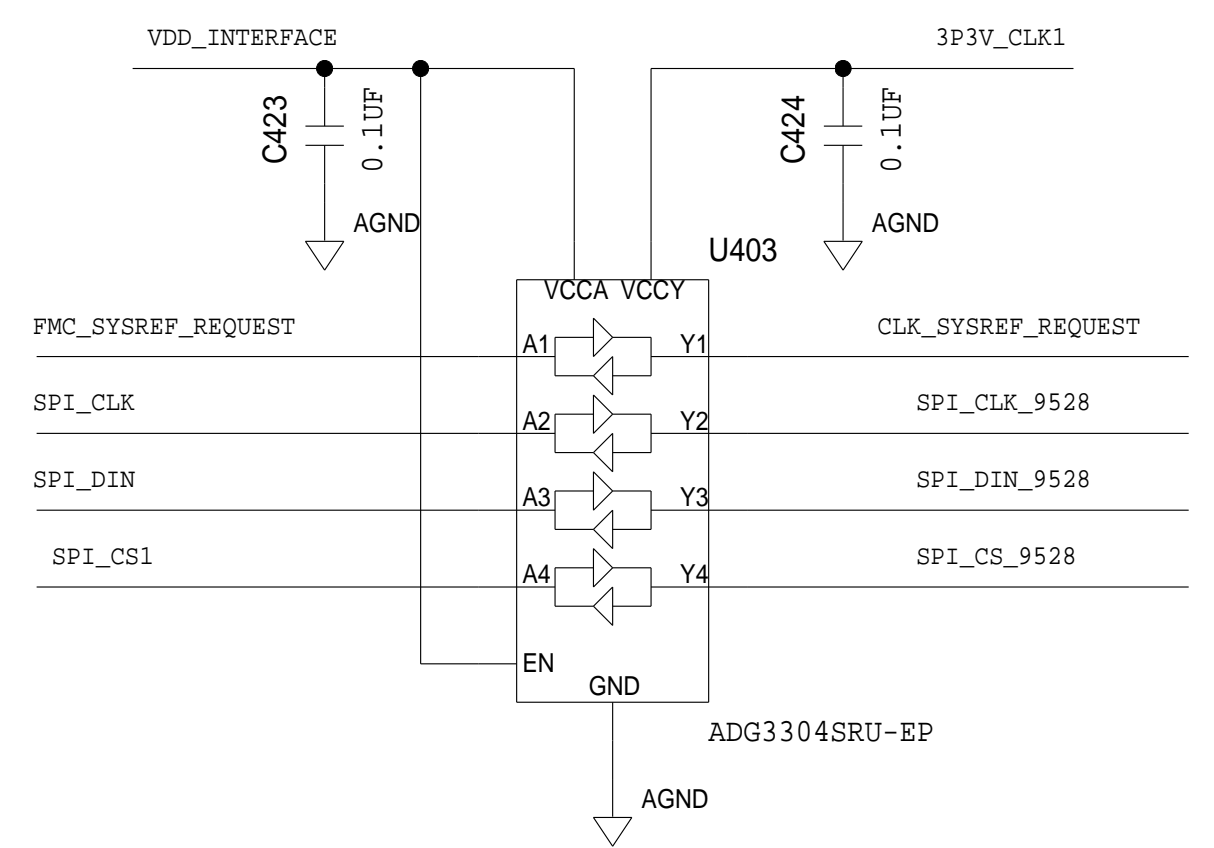 VDD_INTERFACE
3P3V_CLK1
C423
0.1UF
C424
0.1UF
AGND
AGND
U403
VCCA VCCY
FMC_SYSREF_REQUEST
CLK_SYSREF_REQUEST
A1
Y1
SPI_CLK
SPI_CLK_9528
A2
Y2
SPI_DIN
SPI_DIN_9528
A3
Y3
SPI_CS1
SPI_CS_9528
A4
Y4
EN
GND
ADG3304SRU-EP
AGND